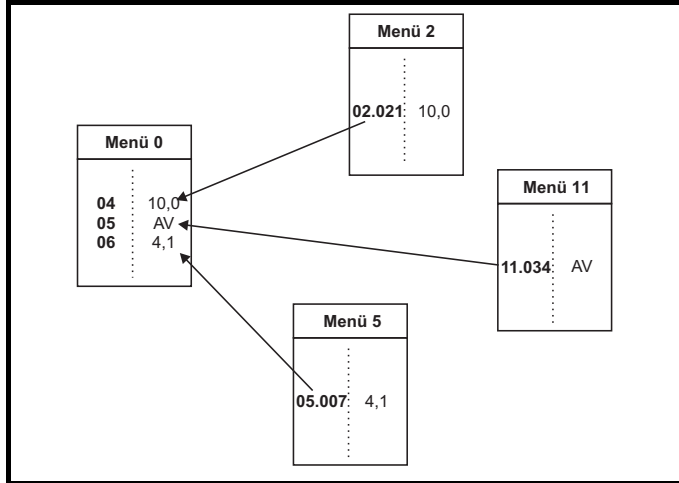 Menü 2
02.021 10,0
Menü 0
04 10,0
05 AV
06 4,1
Menü 11
11.034 AV
Menü 5
05.007 4,1